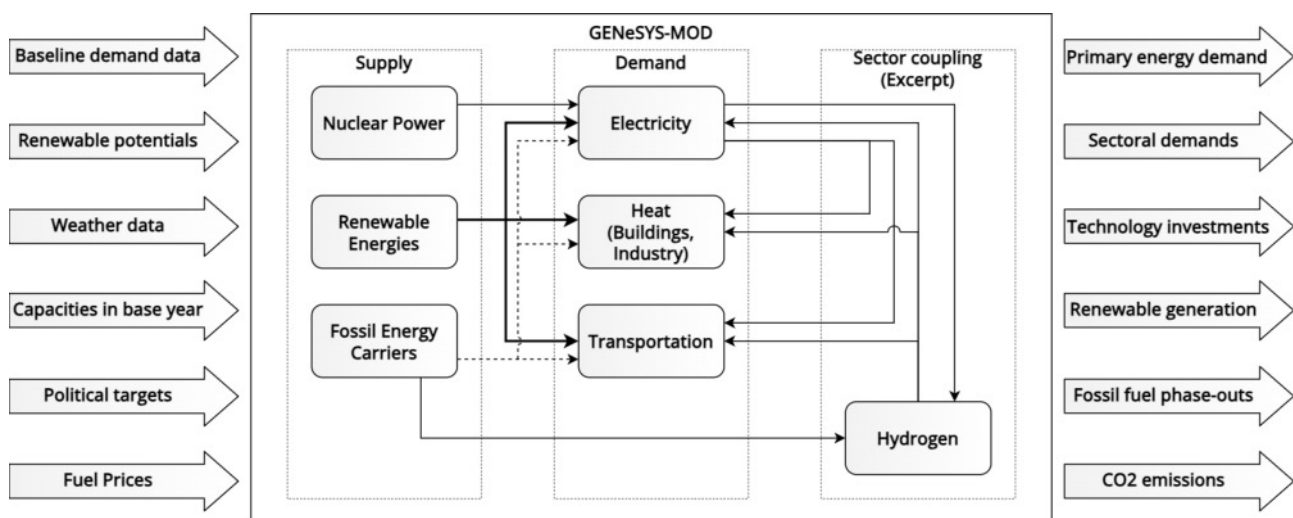 GENeSYS-MOD
Baseline demand data
Renewable potentials
Weather data
Capacities in base year
Political targets
Fuel Prices
Supply
Nuclear Power
Renewable
Energies
Fossil Energy
Carriers
Demand
Electricity
Heat
(Buildings,
Industry)
Transportation
Sector coupling
(Excerpt)
Hydrogen
Primary energy demand
Sectoral demands
Technology investments
Renewable generation
Fossil fuel phase-outs
CO2 emissions